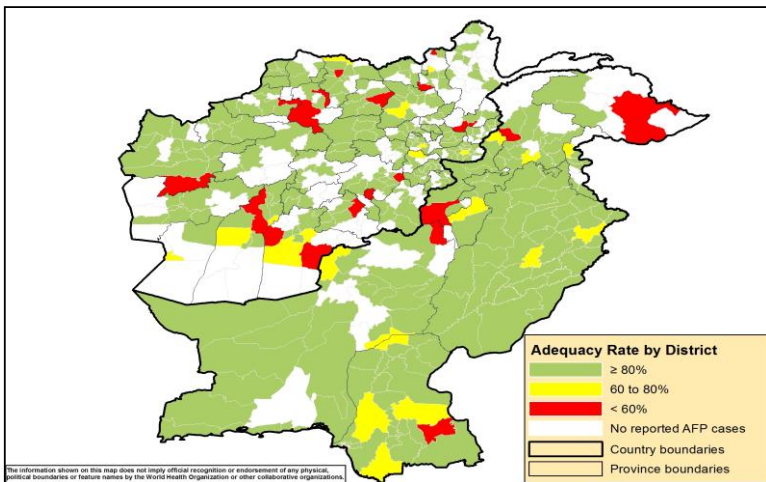 Adequacy Rate by District
≥ 80%
60 to 80%
< 60%
No reported AFP cases
Country boundaries
Province boundaries
The information shown on this map does not imply official recognition or endorsement of any physical,
political boundaries or feature names by the World Health Organization or other collaborative organizations.